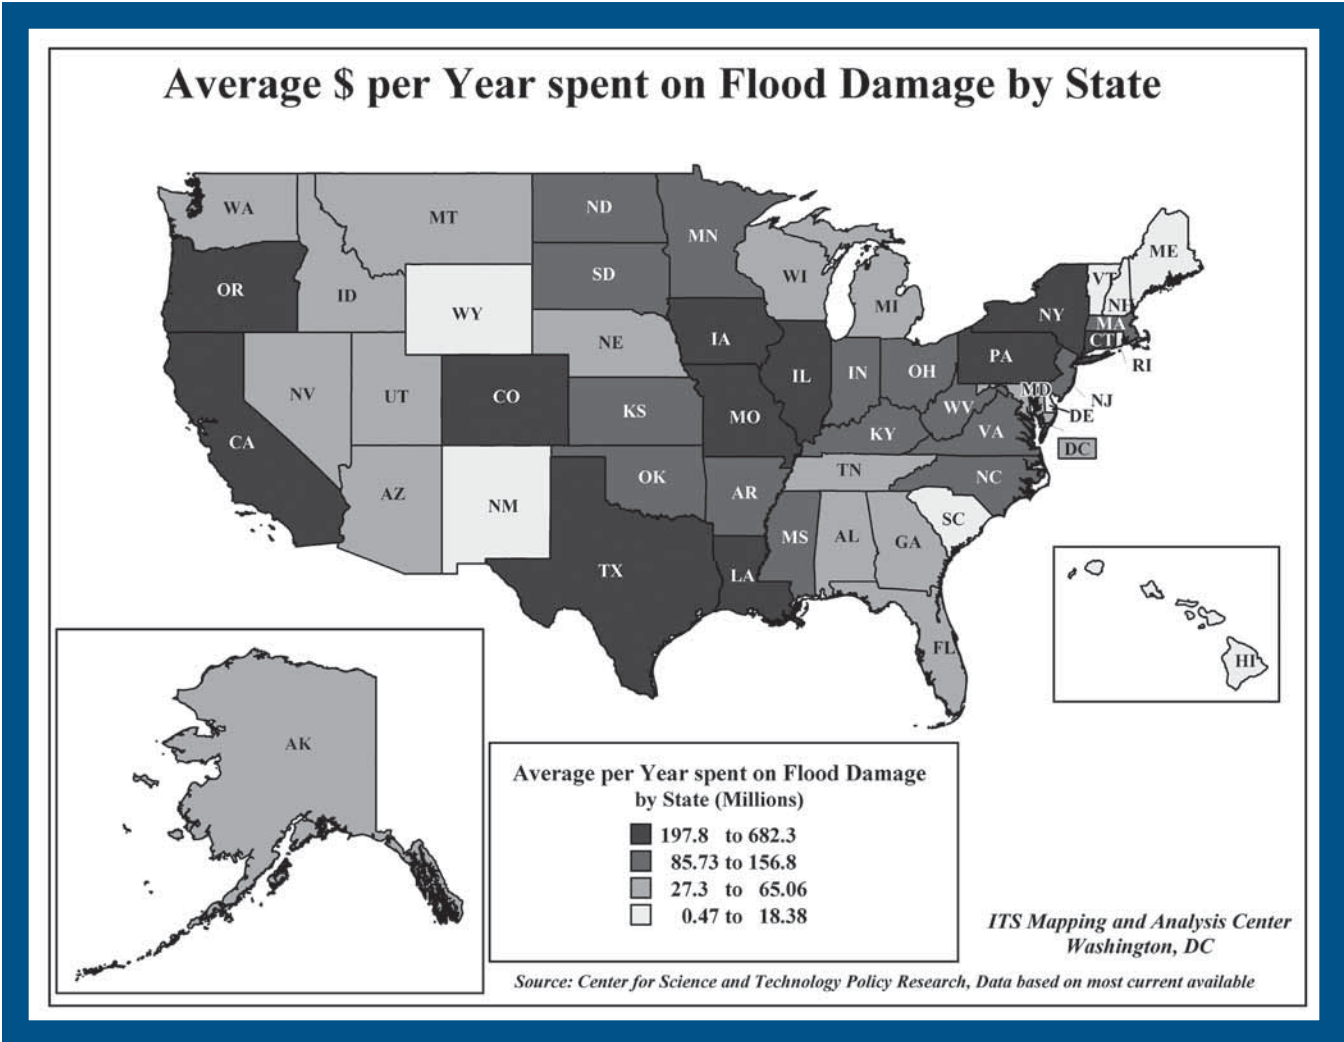 Average $ per Year spent on Flood Damage by State
WA
MT
ND
MN
ME
VT
NH
OR
ID
SD
WI
MI
NY
MA
WY
IA
CT
NE
PA
RI
IL
IN
OH
NV
UT
CO
MD
NJ
KS
MO
WV
DE
CA
KY
VA
DC
TN
AZ
OK
NC
NM
AR
SC
MS
AL
GA
TX
LA
FL
HI
AK
Average per Year spent on Flood Damage
by State (Millions)
197.8 to 682.3
85.73 to 156.8
27.3 to 65.06
0.47 to 18.38
ITS Mapping and Analysis Center
Washington, DC
Source: Center for Science and Technology Policy Research, Data based on most current available